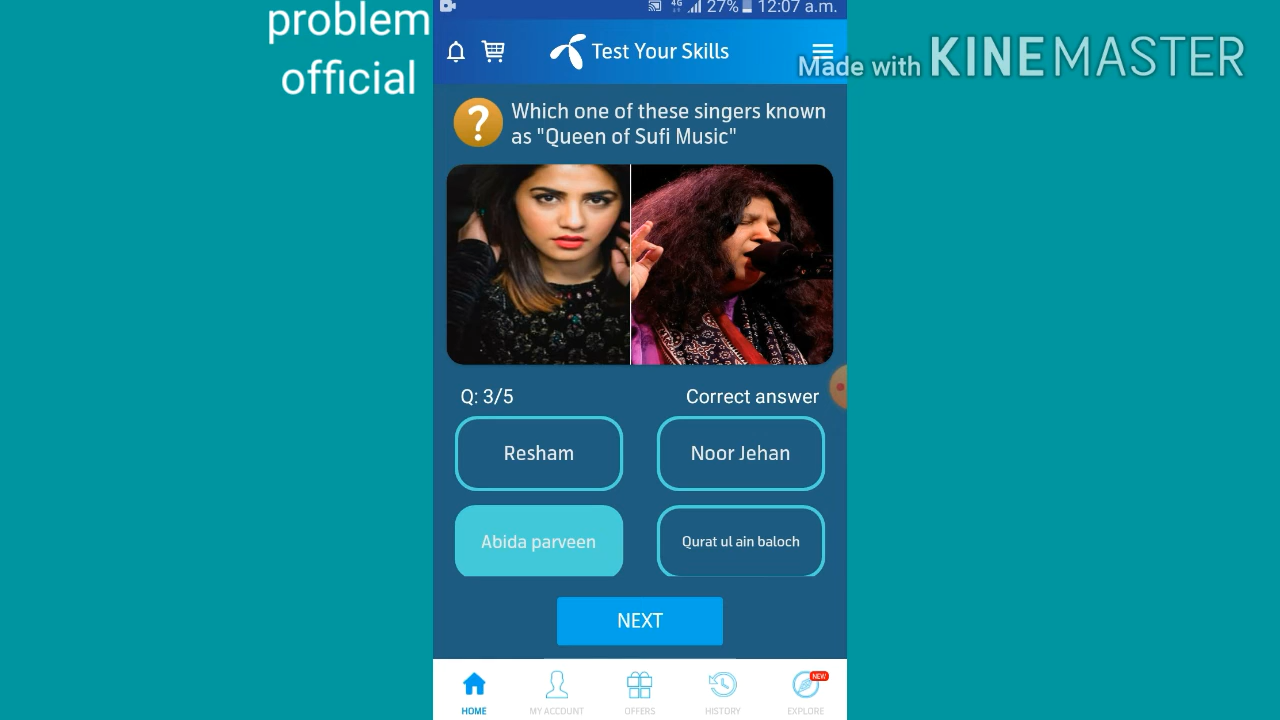 problem
official
4G 27% 12:07 a.m.
Test Your Skills
Made with KINEMASTER
? Which one of these singers known
as "Queen of Sufi Music"
Q: 3/5 Correct answer
Resham Noor Jehan
Abida parveen Qurat ul ain baloch
NEXT
NEW
HOME MY ACCOUNT OFFERS HISTORY EXPLORE